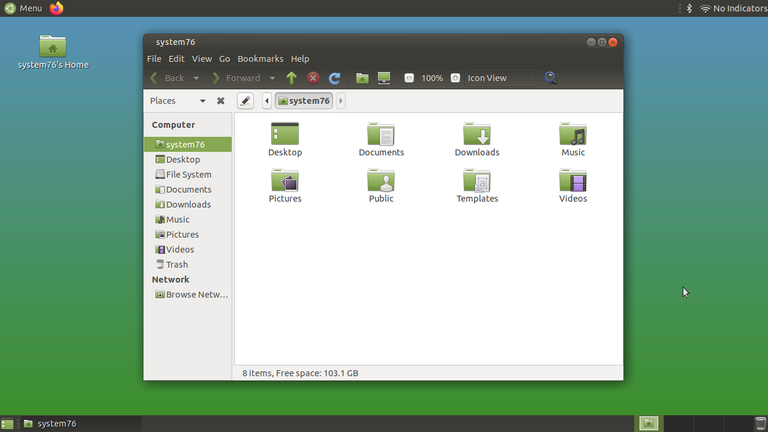 Menu
No Indicators
system76's Home
system76
File Edit View Go Bookmarks Help
Back Forward 100% Icon View
Places system76
Computer
system76
Desktop
File System
Documents
Downloads
Music
Pictures
Videos
Trash
Network
Browse Netw...
Desktop Documents Downloads Music
Pictures Public Templates Videos
8 items, Free space: 103.1 GB
system76